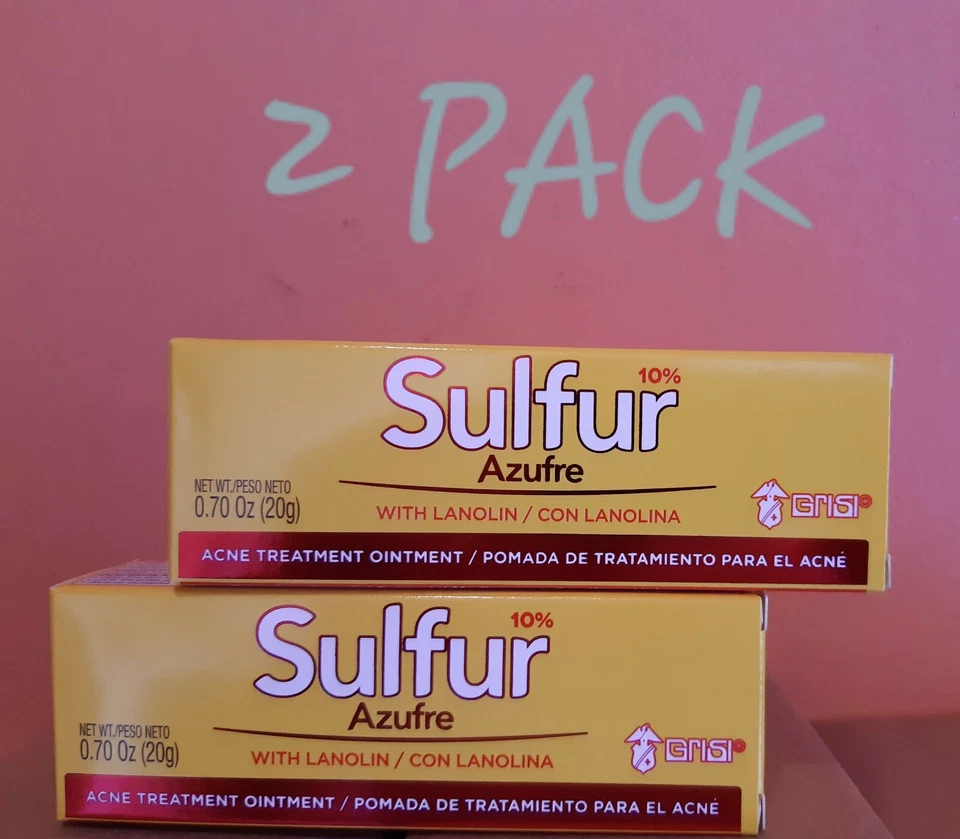 2 PACK
Sulfur 10%
Azufre
NET WT./PESO NETO
0.70 Oz (20g)
WITH LANOLIN / CON LANOLINA
GRISI
ACNE TREATMENT OINTMENT / POMADA DE TRATAMIENTO PARA EL ACNÉ
Sulfur 10%
Azufre
NET WT./PESO NETO
0.70 Oz (20g)
WITH LANOLIN / CON LANOLINA
GRISI
ACNE TREATMENT OINTMENT / POMADA DE TRATAMIENTO PARA EL ACNÉ